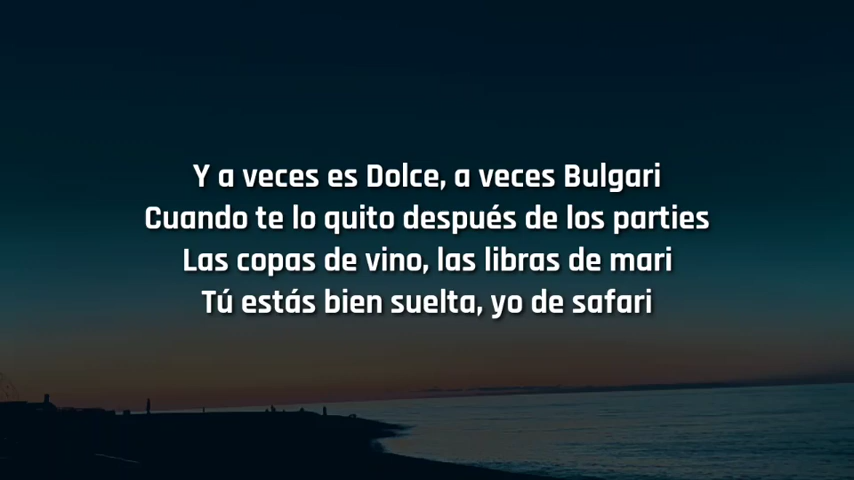 Y a veces es Dolce, a veces Bulgari
Cuando te lo quito después de los parties
Las copas de vino, las libras de mari
Tú estás bien suelta, yo de safari